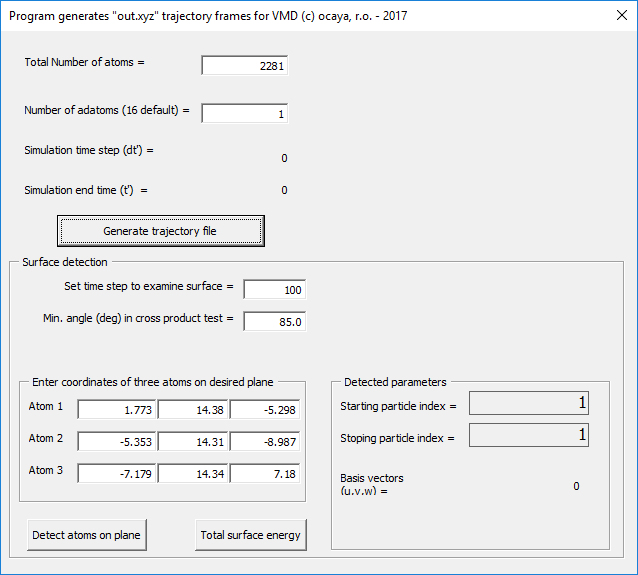 Program generates "out.xyz" trajectory frames for VMD (c) ocaya, r.o. - 2017
Total Number of atoms = 2281
Number of adatoms (16 default) = 1
Simulation time step (dt') = 0
Simulation end time (t') = 0
Generate trajectory file
Surface detection
Set time step to examine surface = 100
Min. angle (deg) in cross product test = 85.0
Enter coordinates of three atoms on desired plane
Atom 1 1.773 14.38 -5.298
Atom 2 -5.353 14.31 -8.987
Atom 3 -7.179 14.34 7.18
Detected parameters
Starting particle index = 1
Stoping particle index = 1
Basis vectors
(u.v.w) = 0
Detect atoms on plane
Total surface energy